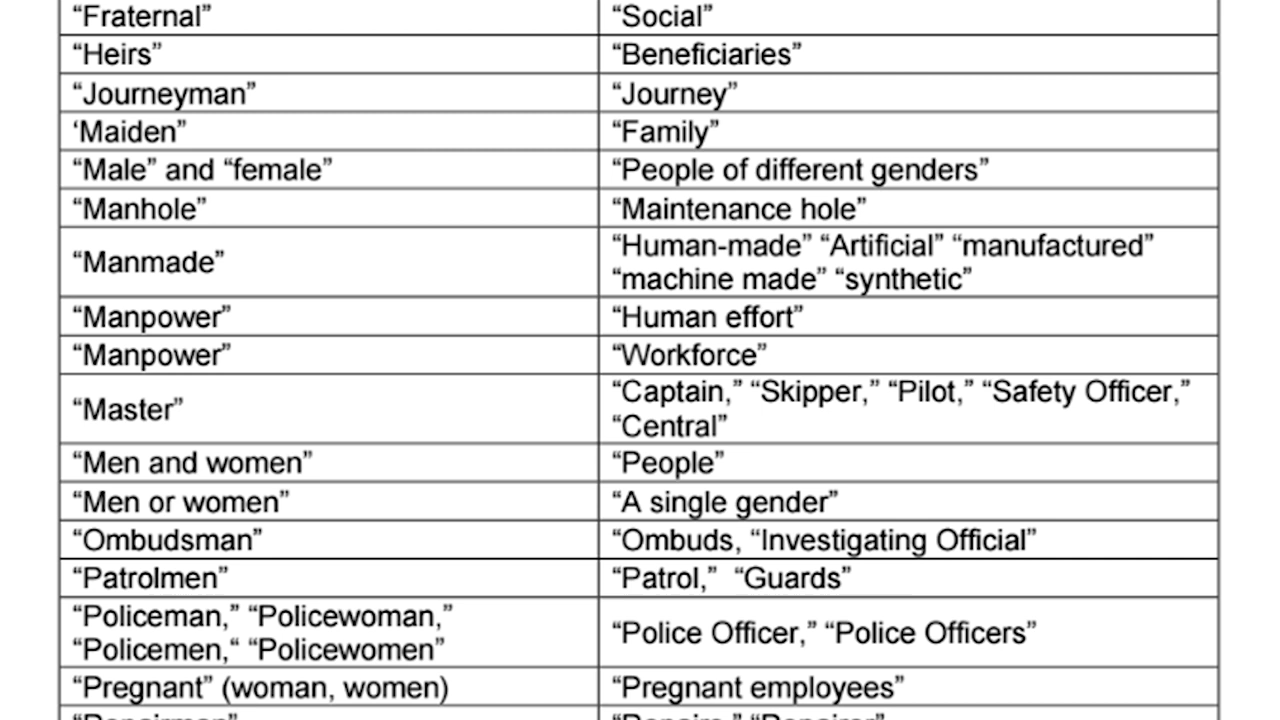 “Fraternal” “Social”
“Heirs” “Beneficiaries”
“Journeyman” “Journey”
‘Maiden” “Family”
“Male” and “female” “People of different genders”
“Manhole” “Maintenance hole”
“Manmade” “Human-made” “Artificial” “manufactured”
“machine made” “synthetic”
“Manpower” “Human effort”
“Manpower” “Workforce”
“Master” “Captain,” “Skipper,” “Pilot,” “Safety Officer,”
“Central”
“Men and women” “People”
“Men or women” “A single gender”
“Ombudsman” “Ombuds, “Investigating Official”
“Patrolmen” “Patrol,”  “Guards”
“Policeman,” “Policewoman,”
“Policemen,“ “Policewomen” “Police Officer,” “Police Officers”
“Pregnant” (woman, women) “Pregnant employees”
“Repairman” “Repairs,” “Repairer”